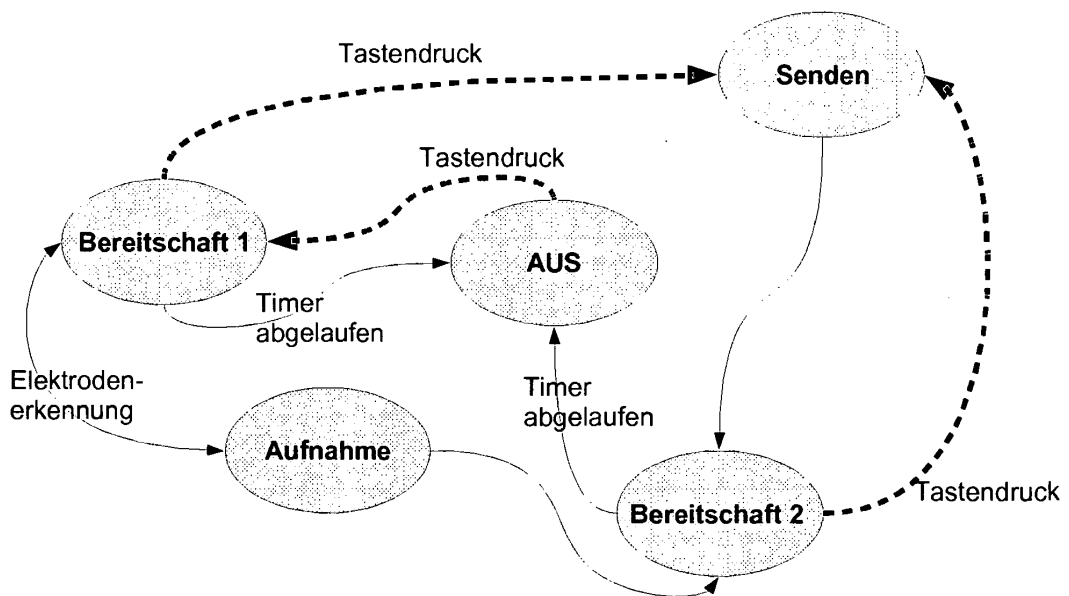 Tastendruck
Senden
Tastendruck
Bereitschaft 1
AUS
Timer
abgelaufen
Elektroden-
erkennung
Timer
abgelaufen
Aufnahme
Bereitschaft 2
Tastendruck